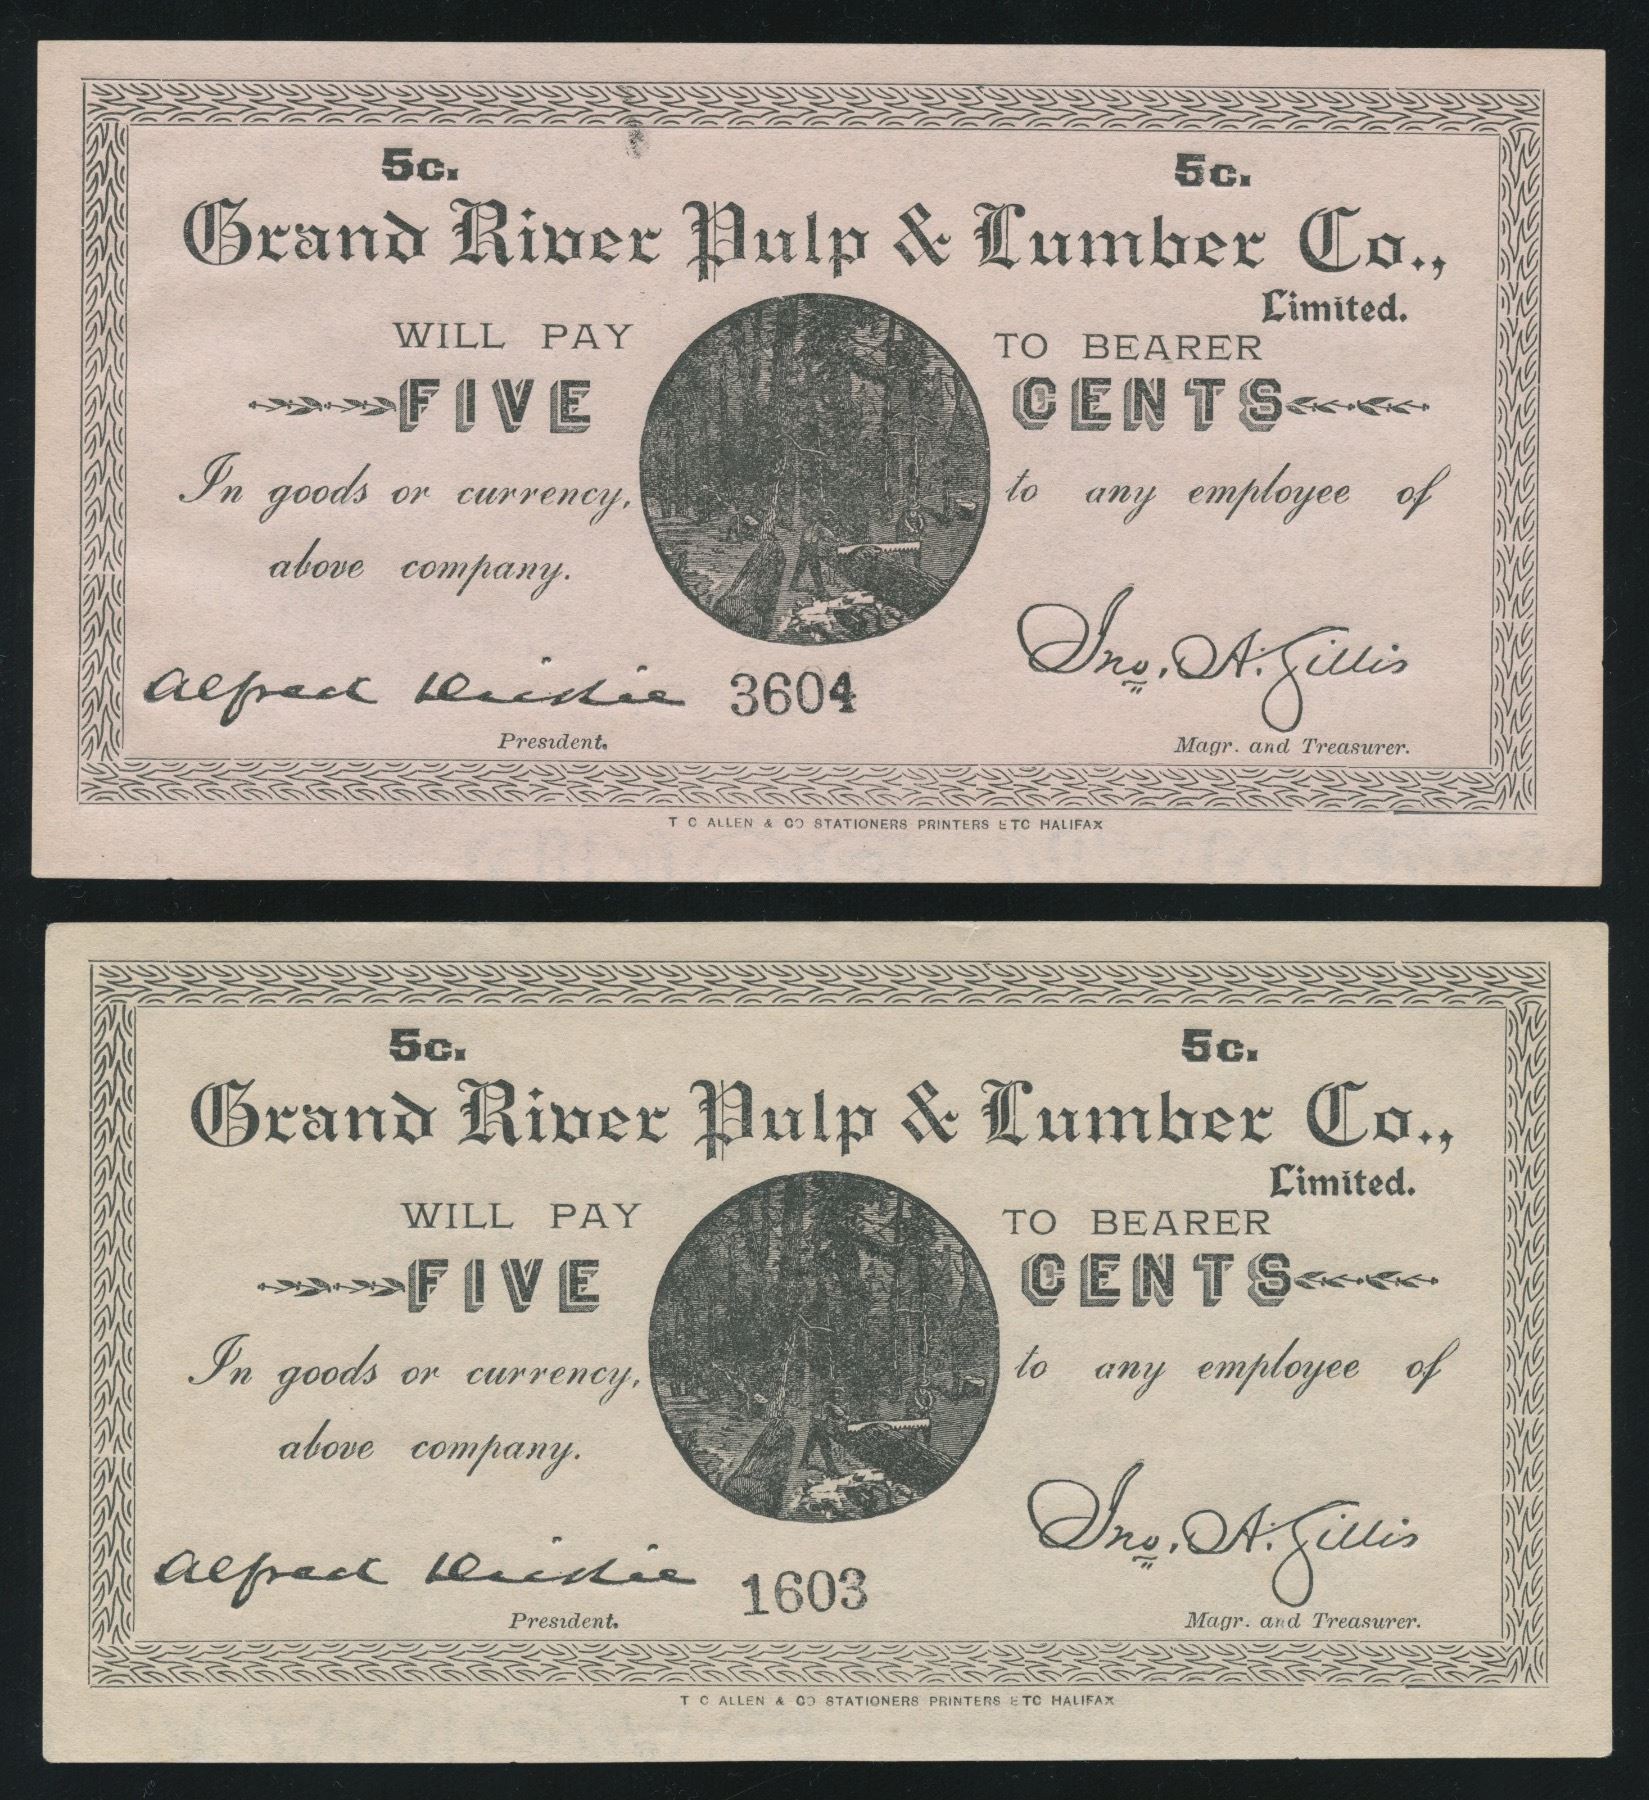 5c. 5c.
Grand River Pulp & Lumber Co.,
Limited.
WILL PAY TO BEARER
FIVE CENTS
In goods or currency, to any employee of
above company.
Alfred Dickie 3604 Jno. A. Gillis
President. Magr. and Treasurer.
T C ALLEN & CO STATIONERS PRINTERS ETC HALIFAX
5c. 5c.
Grand River Pulp & Lumber Co.,
Limited.
WILL PAY TO BEARER
FIVE CENTS
In goods or currency, to any employee of
above company.
Alfred Dickie 1603 Jno. A. Gillis
President. Magr. and Treasurer.
T C ALLEN & CO STATIONERS PRINTERS ETC HALIFAX